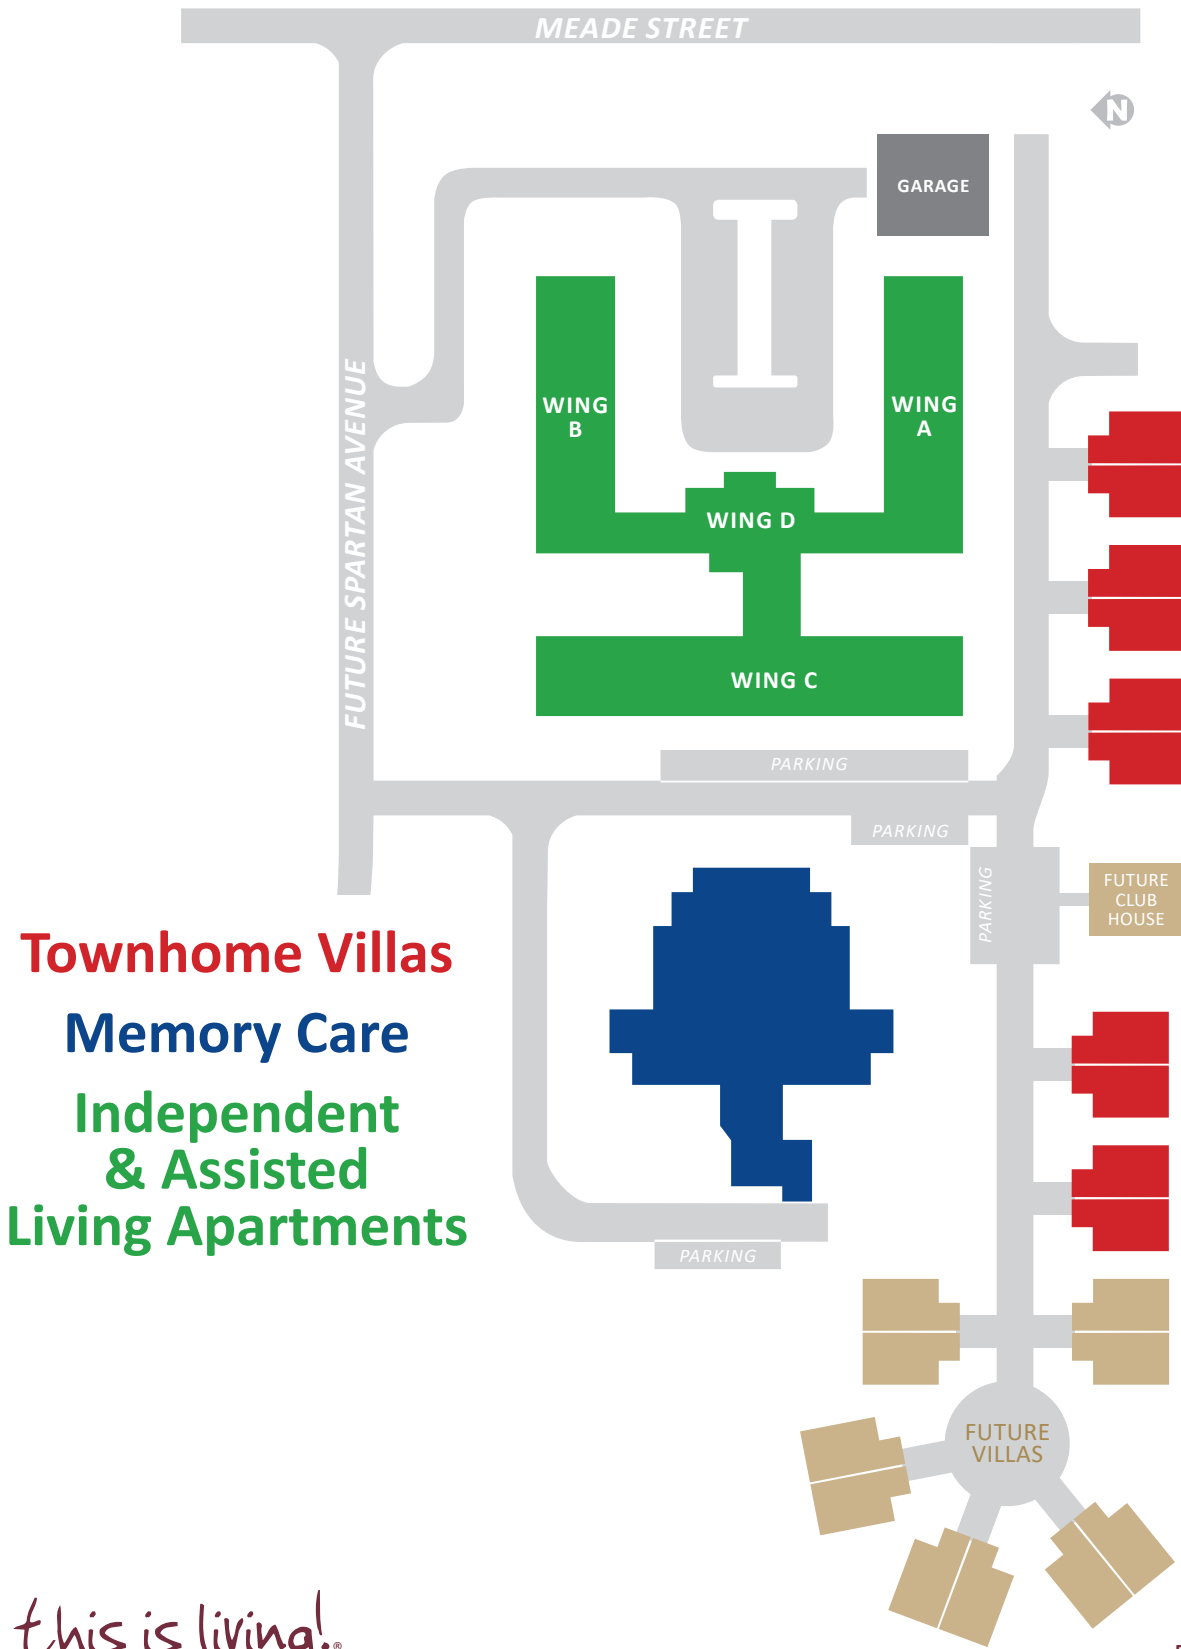 MEADE STREET
N
GARAGE
FUTURE SPARTAN AVENUE
WING
B
WING
A
WING D
WING C
PARKING
PARKING
PARKING
FUTURE
CLUB
HOUSE
Townhome Villas
Memory Care
Independent
& Assisted
Living Apartments
PARKING
FUTURE
VILLAS
this is living!®